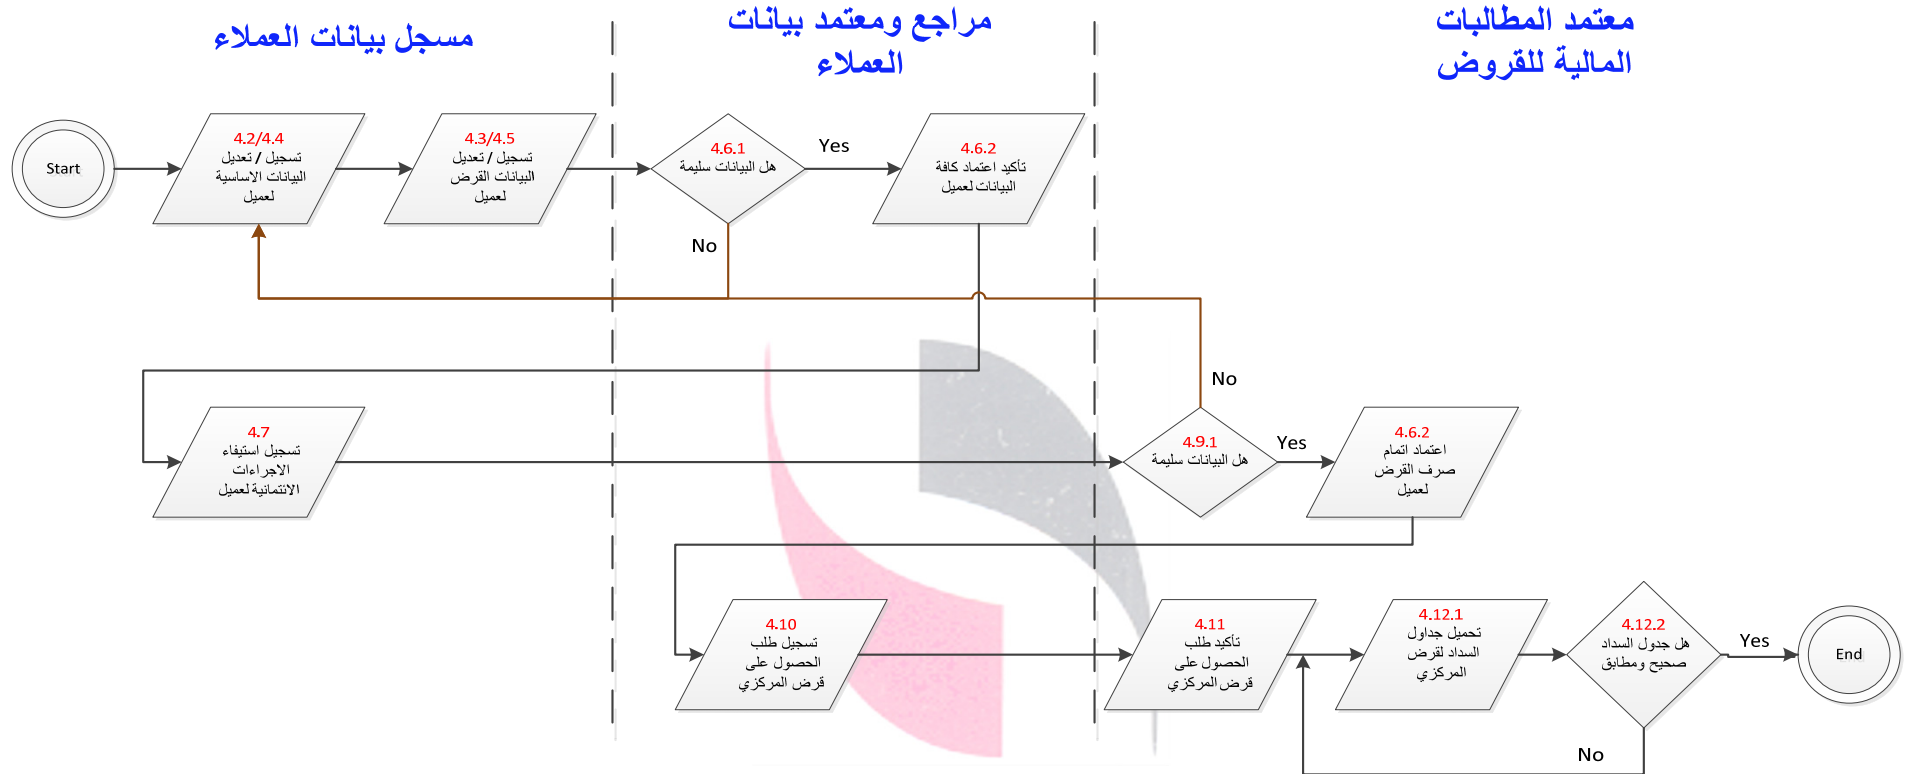 مسجل بيانات العملاء
مراجع ومعتمد بيانات
العملاء
معتمد المطالبات
المالية للقروض
Start
4.2/4.4
تسجيل / تعديل
البيانات الاساسية
لعميل
4.3/4.5
تسجيل / تعديل
البيانات القرض
لعميل
4.6.1
هل البيانات سليمة
Yes
No
4.6.2
تأكيد اعتماد كافة
البيانات لعميل
4.7
تسجيل استيفاء
الاجراءات
الائتمانية لعميل
4.9.1
هل البيانات سليمة
No
Yes
4.6.2
اعتماد اتمام
صرف القرض
لعميل
4.10
تسجيل طلب
الحصول على
قرض المركزي
4.11
تأكيد طلب
الحصول على
قرض المركزي
4.12.1
تحميل جداول
السداد لقرض
المركزي
4.12.2
هل جدول السداد
صحيح ومطابق
Yes
No
End